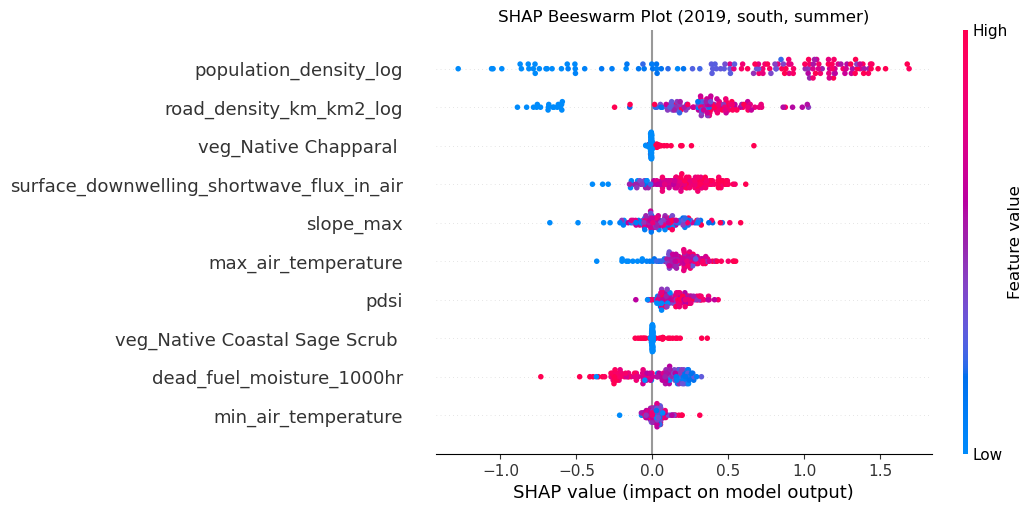 SHAP Beeswarm Plot (2019, south, summer)
population_density_log
road_density_km_km2_log
veg_Native Chapparal
surface_downwelling_shortwave_flux_in_air
slope_max
max_air_temperature
pdsi
veg_Native Coastal Sage Scrub
dead_fuel_moisture_1000hr
min_air_temperature
−1.0 −0.5 0.0 0.5 1.0 1.5
SHAP value (impact on model output)
High
Feature value
Low